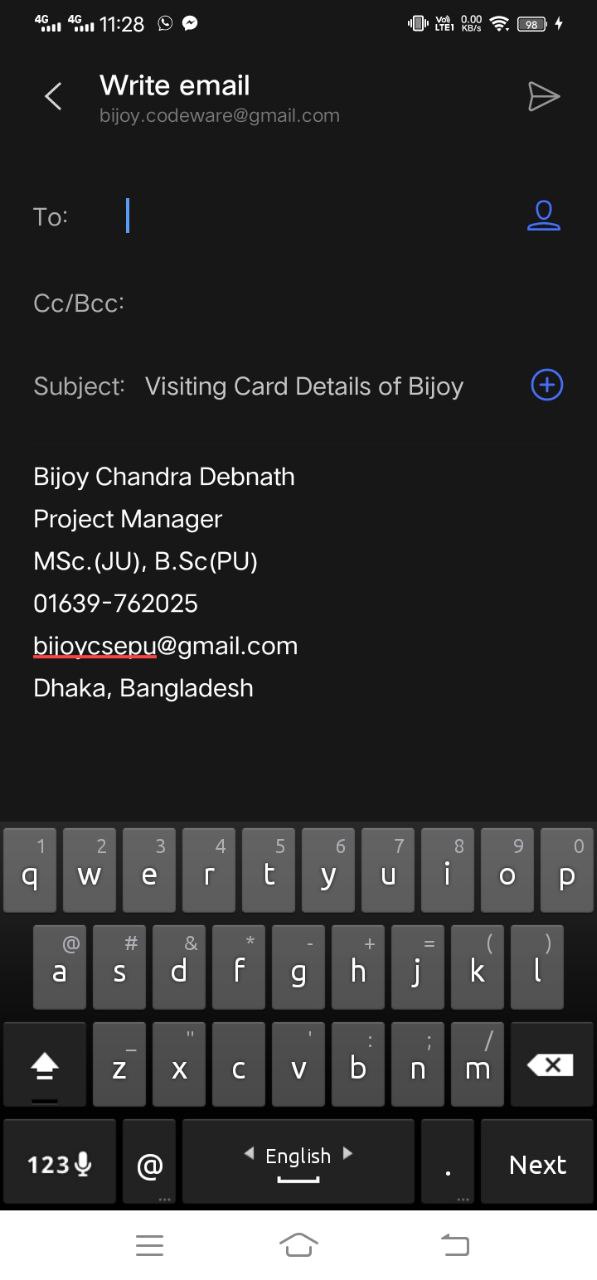 4G 4G 11:28 VoⓁ LTE1 0.00 KB/s 98
Write email
bijoy.codeware@gmail.com
To:
Cc/Bcc:
Subject: Visiting Card Details of Bijoy
Bijoy Chandra Debnath
Project Manager
MSc.(JU), B.Sc(PU)
01639-762025
bijoycsepu@gmail.com
Dhaka, Bangladesh
1 2 3 4 5 6 7 8 9 0
q w e r t y u i o p
@ # & * - + = ( )
a s d f g h j k l
_ " ' : ; /
z x c v b n m
123 @ English . Next
... ...